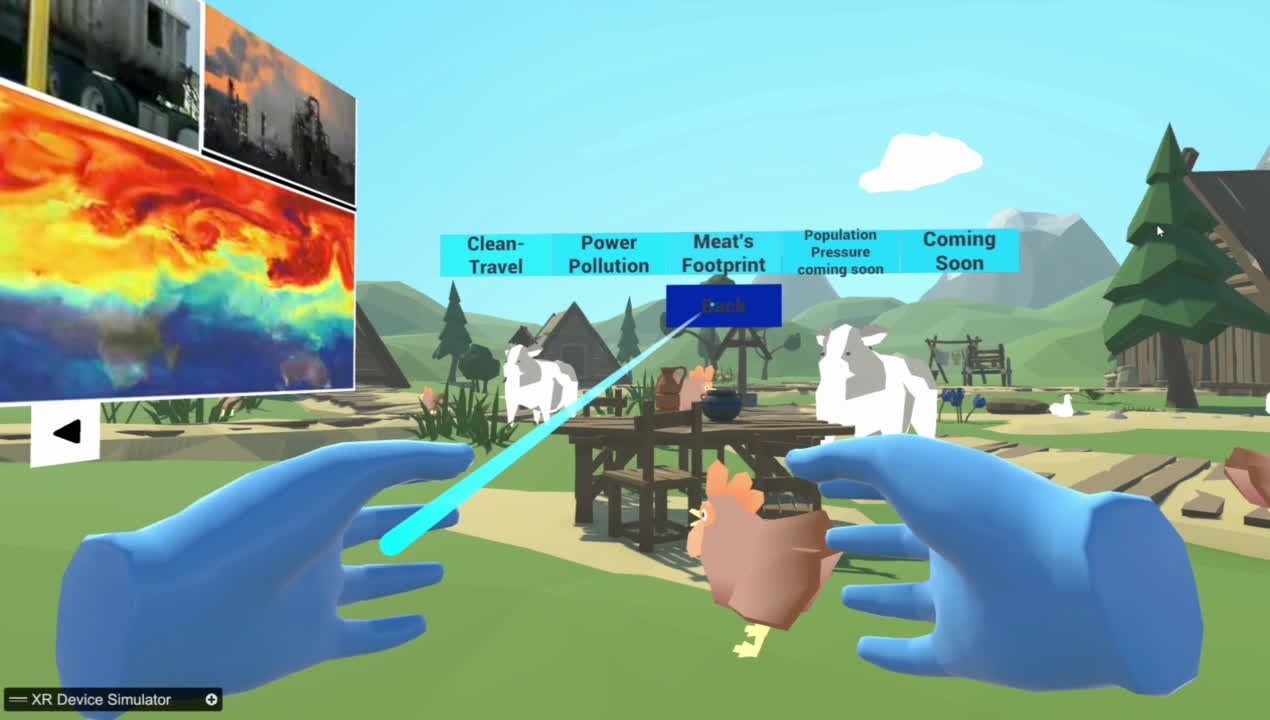 Clean-
Travel
Power
Pollution
Meat's
Footprint
Population
Pressure
coming soon
Coming
Soon
Back
XR Device Simulator